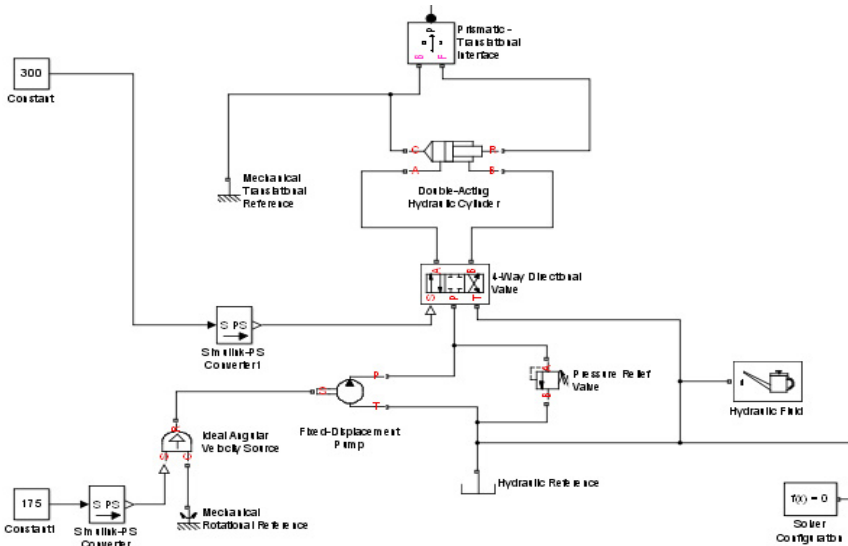 P
Prismatic -
Translational
Interface
B
F
300
Constant
C
R
A
B
Mechanical
Translational
Reference
Double-Acting
Hydraulic Cylinder
A
B
4-Way Directional
Valve
S
P
T
S PS
Simulink-PS
Converter1
P
A
Pressure Relief
Valve
B
S
T
Fixed-Displacement
Pump
Hydraulic Fluid
R
Ideal Angular
Velocity Source
S
C
Hydraulic Reference
175
Constant1
S PS
Simulink-PS
Converter
Mechanical
Rotational Reference
f(x) = 0
Solver
Configuration